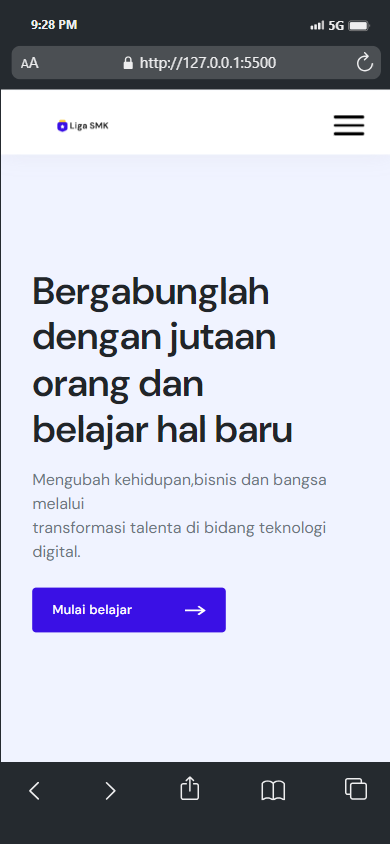 9:28 PM
5G
AA
http://127.0.0.1:5500
Liga SMK
Bergabunglah
dengan jutaan
orang dan
belajar hal baru
Mengubah kehidupan,bisnis dan bangsa
melalui
transformasi talenta di bidang teknologi
digital.
Mulai belajar